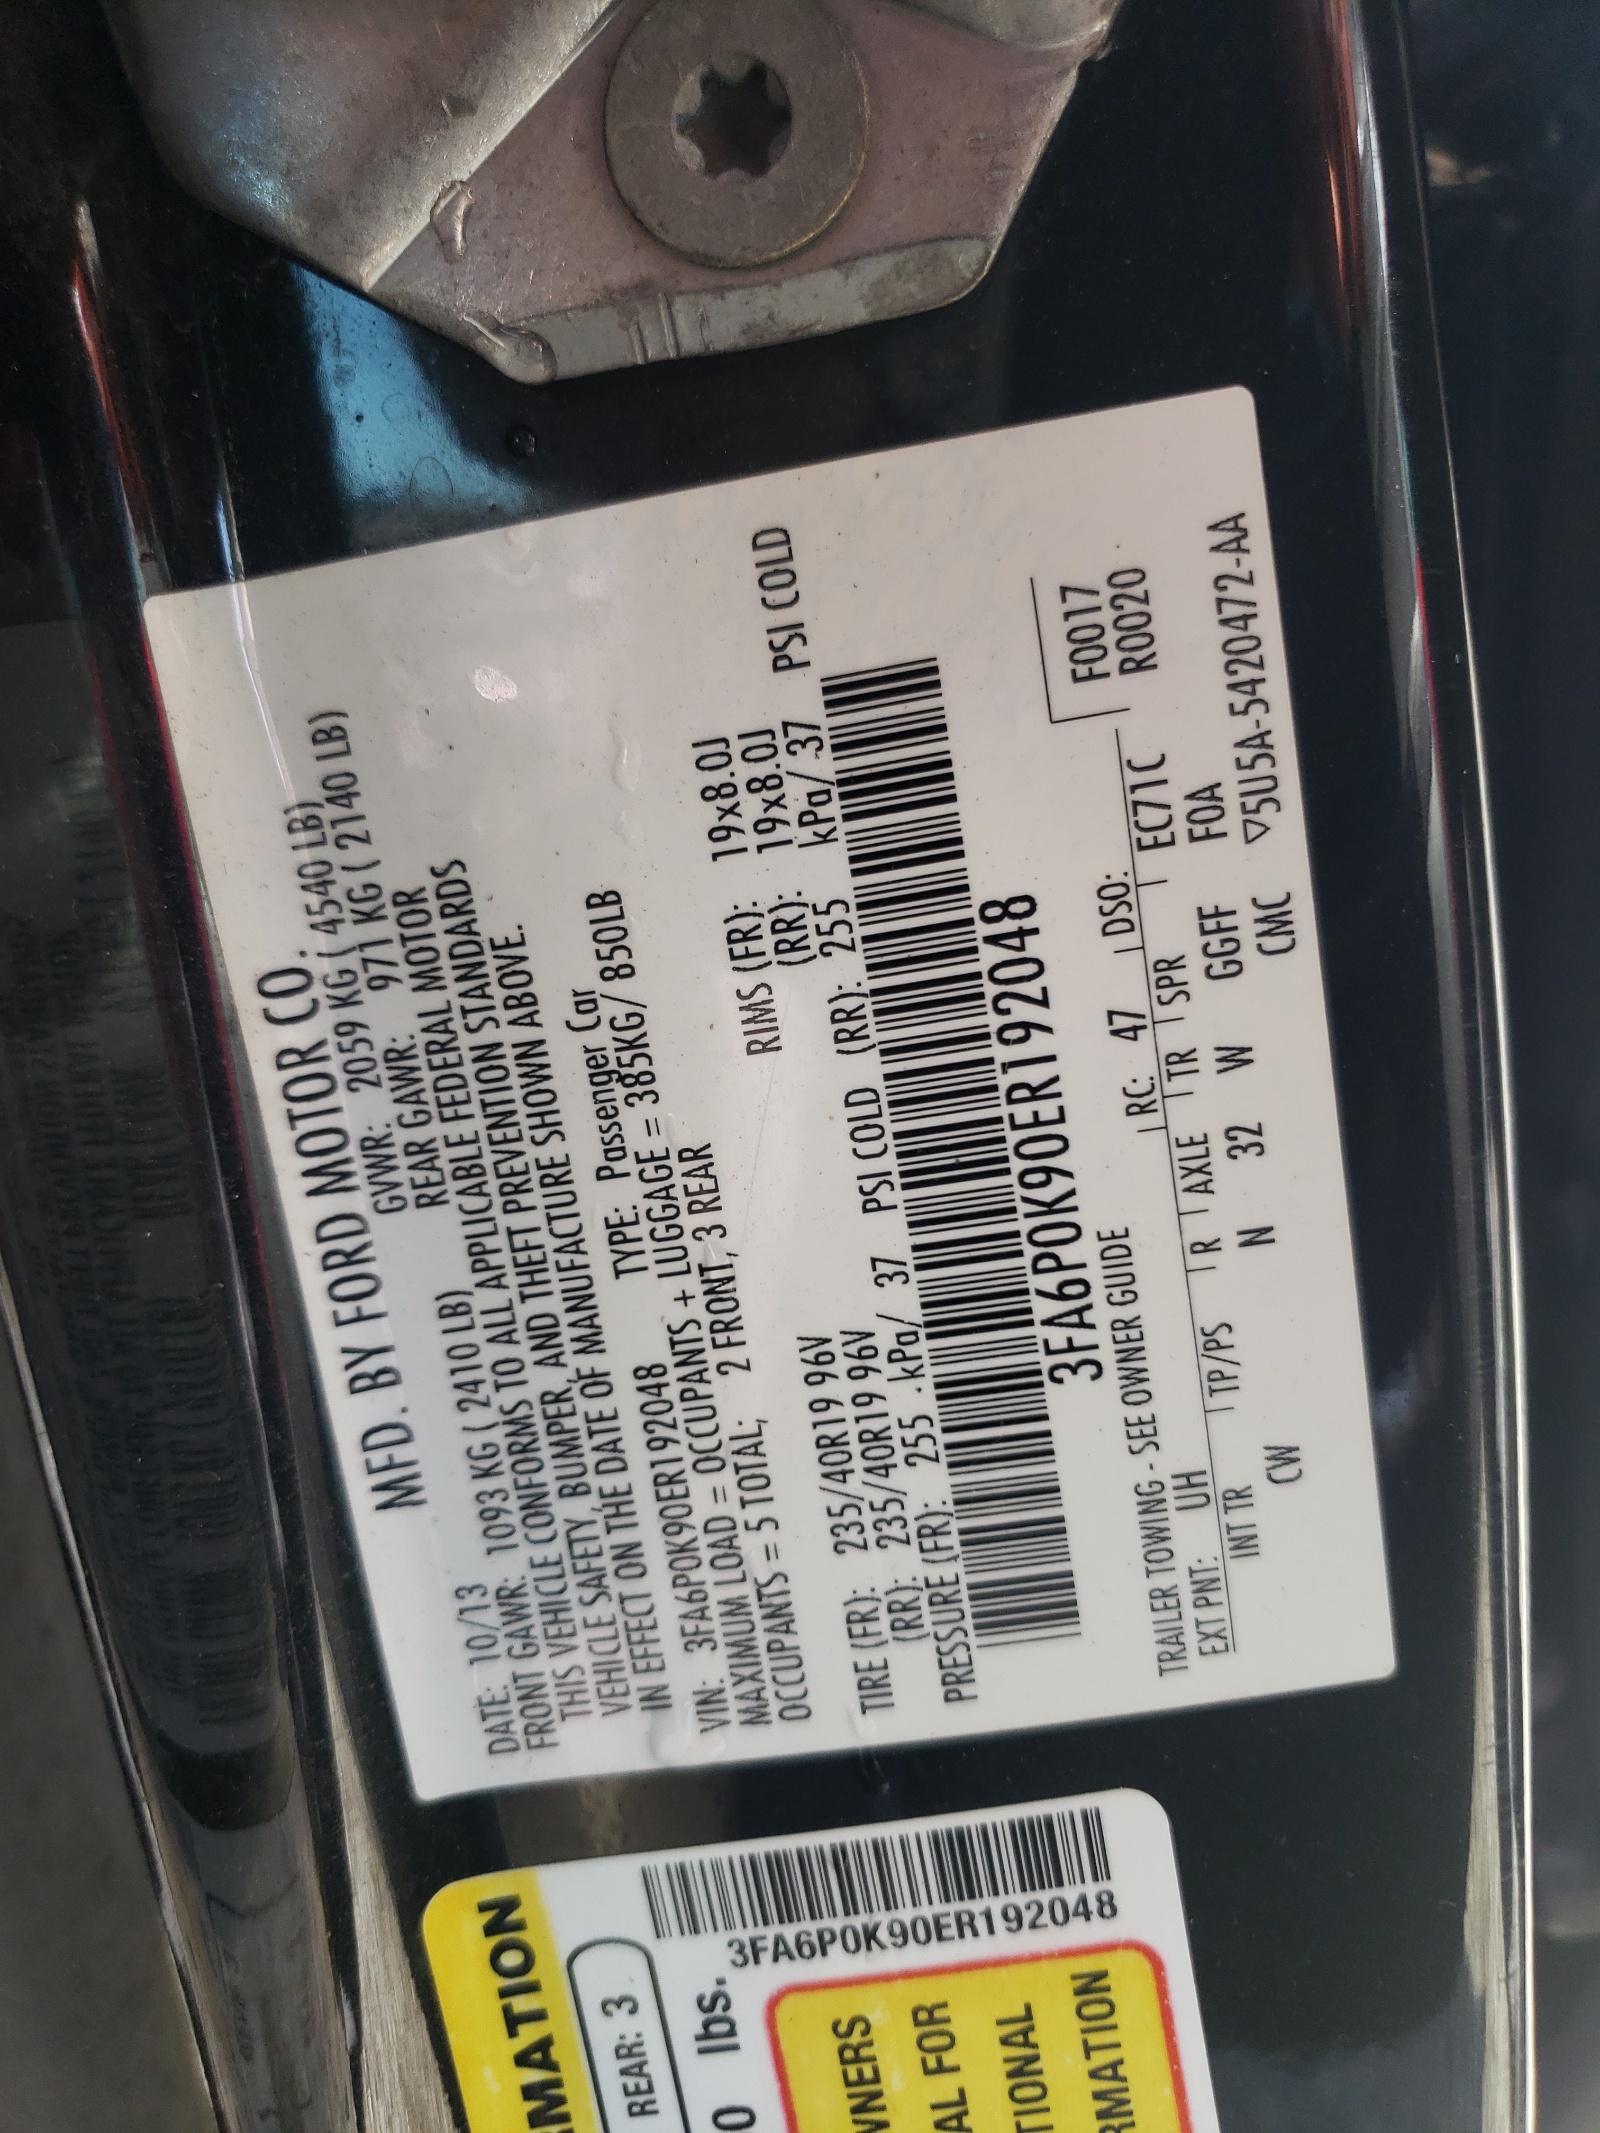 MFD. BY FORD MOTOR CO.
DATE: 10/13 GVWR: 2059 KG ( 4540 LB)
FRONT GAWR: 1093 KG ( 2410 LB) REAR GAWR: 971 KG ( 2140 LB)
THIS VEHICLE CONFORMS TO ALL APPLICABLE FEDERAL MOTOR
VEHICLE SAFETY, BUMPER, AND THEFT PREVENTION STANDARDS
IN EFFECT ON THE DATE OF MANUFACTURE SHOWN ABOVE.
VIN: 3FA6P0K90ER192048 TYPE: Passenger Car
MAXIMUM LOAD = OCCUPANTS + LUGGAGE = 385KG/ 850LB
OCCUPANTS = 5 TOTAL, 2 FRONT, 3 REAR
TIRE (FR): 235/40R19 96V RIMS (FR): 19x8.0J
(RR): 235/40R19 96V (RR): 19x8.0J
PRESSURE (FR): 255 kPa/ 37 PSI COLD (RR): 255 kPa/ 37 PSI COLD
3FA6P0K90ER192048
TRAILER TOWING - SEE OWNER GUIDE
F0017
R0020
EXT PNT: UH RC: 47 DSO:
INT TR TP/PS R AXLE TR SPR EC71C
CW N 32 W GGFF FOA
CMC ▽5U5A-5420472-AA
MATION
REAR: 3
lbs.
3FA6P0K90ER192048
WNERS
AL FOR
TIONAL
RMATION